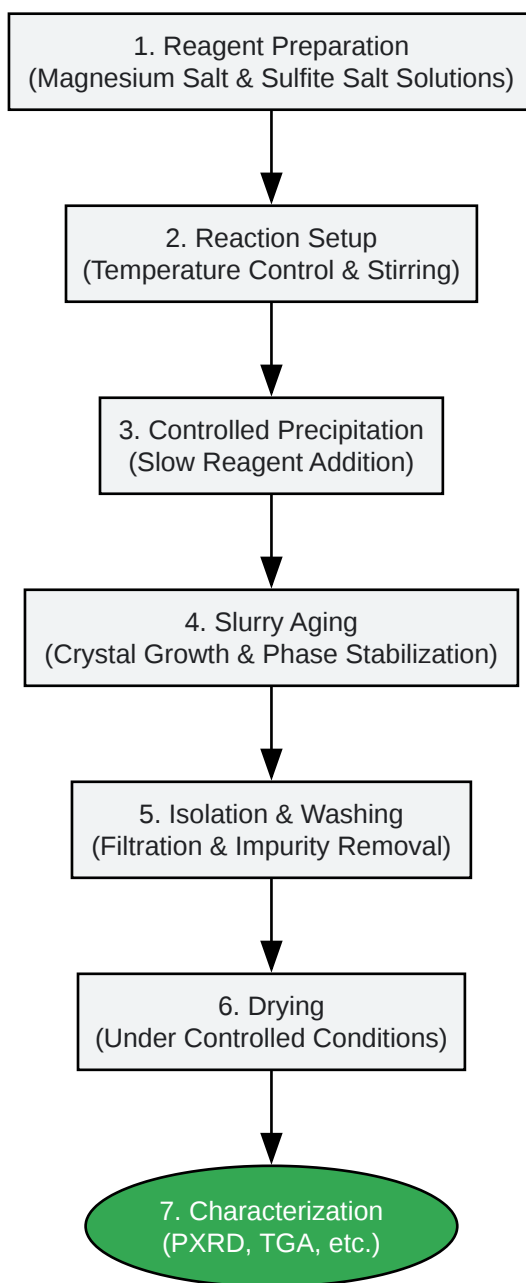 1. Reagent Preparation
(Magnesium Salt & Sulfite Salt Solutions)
2. Reaction Setup
(Temperature Control & Stirring)
3. Controlled Precipitation
(Slow Reagent Addition)
4. Slurry Aging
(Crystal Growth & Phase Stabilization)
5. Isolation & Washing
(Filtration & Impurity Removal)
6. Drying
(Under Controlled Conditions)
7. Characterization
(PXRD, TGA, etc.)